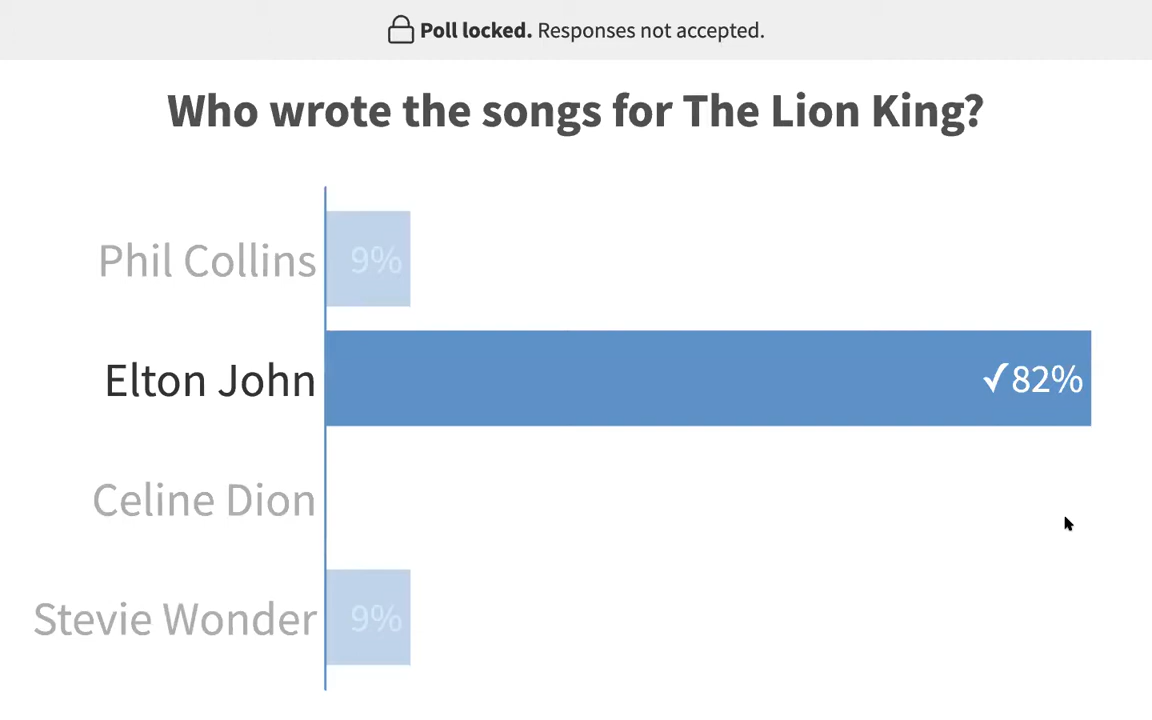 Poll locked. Responses not accepted.
Who wrote the songs for The Lion King?
Phil Collins 9%
Elton John ✓82%
Celine Dion
Stevie Wonder 9%